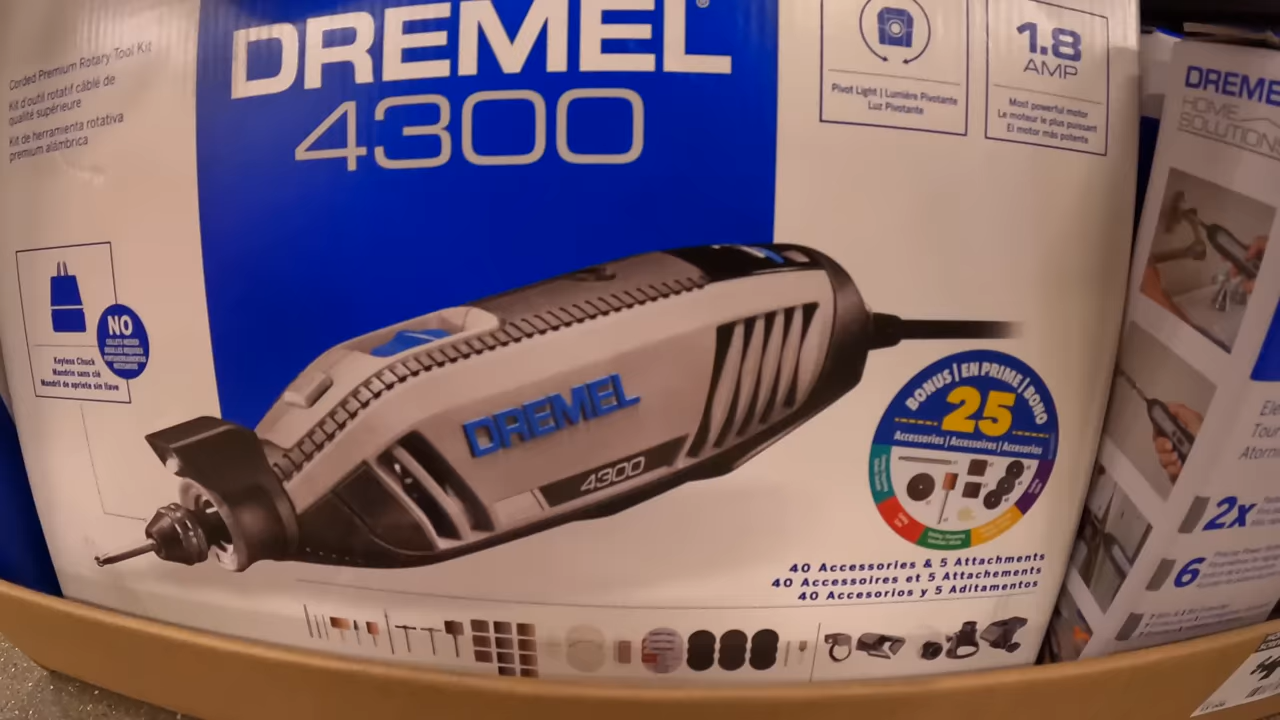 Corded Premium Rotary Tool Kit
Kit d'outil rotatif câblé de
qualité supérieure
Kit de herramienta rotativa
premium alámbrica
DREMEL®
4300
Pivot Light | Lumière Pivotante
Luz Pivotante
1.8
AMP
Most powerful motor
Le moteur le plus puissant
El motor más potente
NO
Keyless Chuck
Mandrin sans clé
Mandril de apriete sin llave
DREMEL
4300
BONUS | EN PRIME | BONO
25
Accessories | Accessoires | Accesorios
40 Accessories & 5 Attachments
40 Accessoires et 5 Attachements
40 Accesorios y 5 Aditamentos
DREME
HOME
SOLUTIONS
2x
6